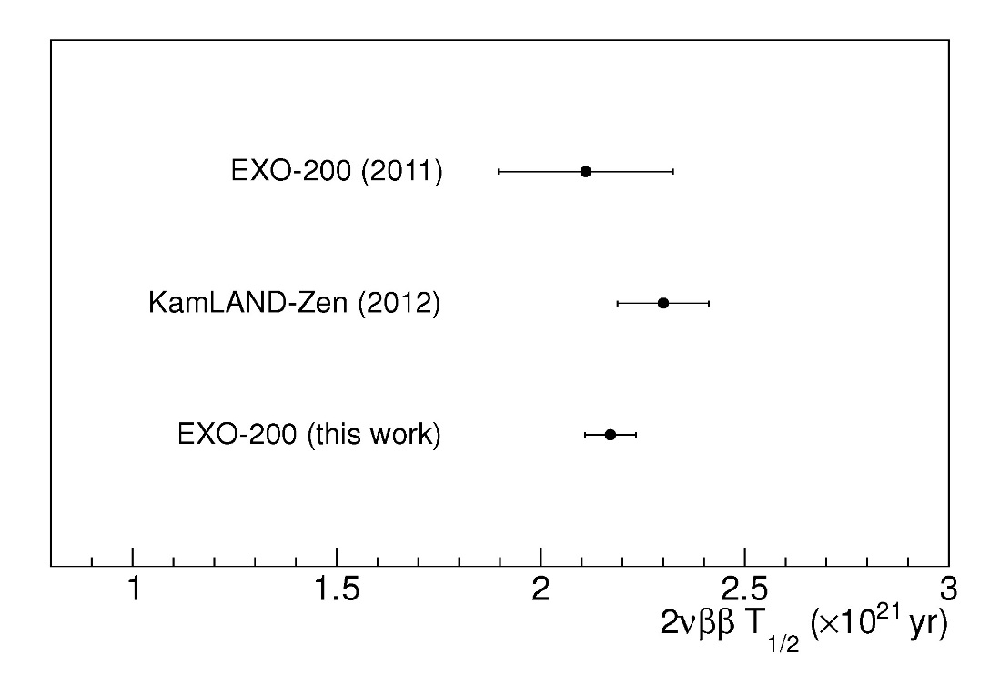 EXO-200 (2011)
KamLAND-Zen (2012)
EXO-200 (this work)
1 1.5 2 2.5 3
2νββ T1/2 (×10²¹ yr)